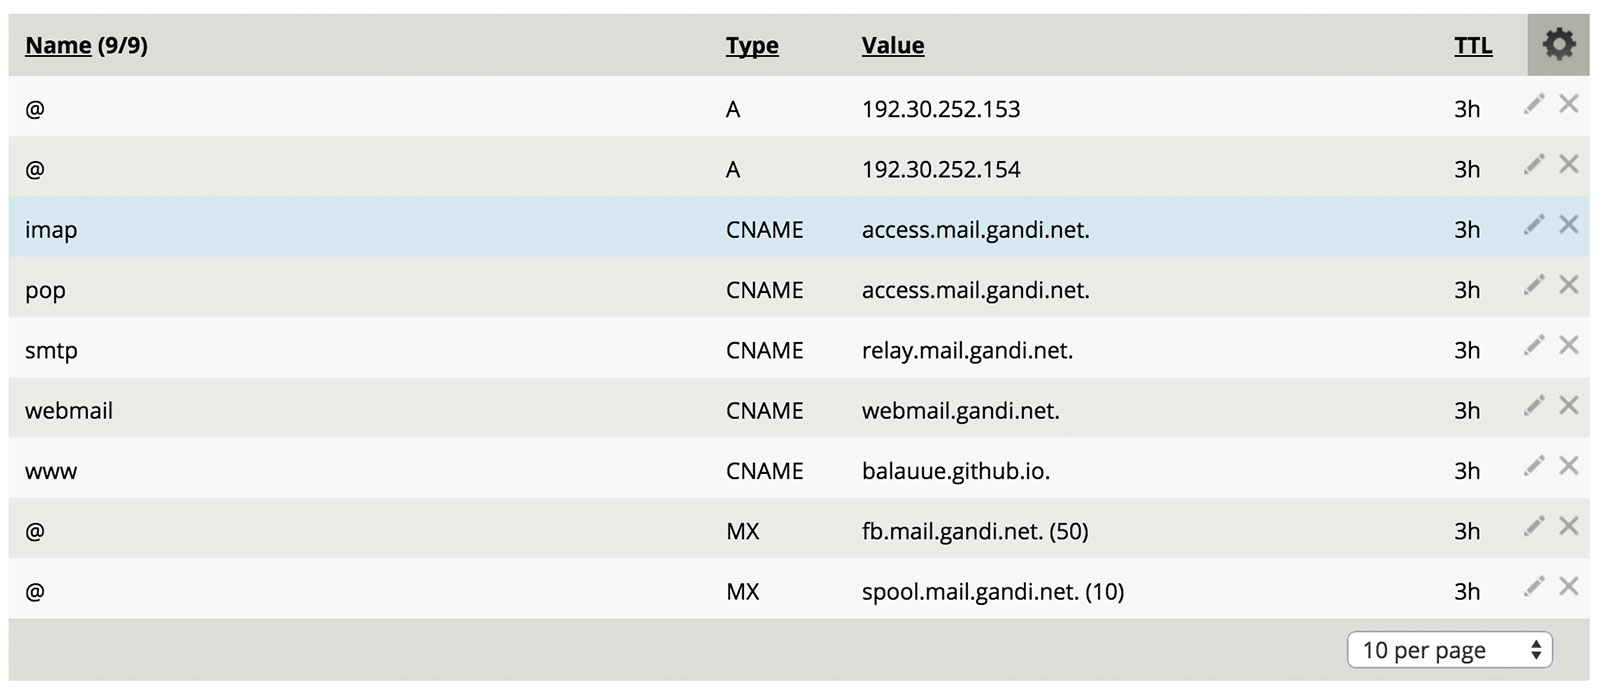 Name (9/9) Type Value TTL
@ A 192.30.252.153 3h
@ A 192.30.252.154 3h
imap CNAME access.mail.gandi.net. 3h
pop CNAME access.mail.gandi.net. 3h
smtp CNAME relay.mail.gandi.net. 3h
webmail CNAME webmail.gandi.net. 3h
www CNAME balauue.github.io. 3h
@ MX fb.mail.gandi.net. (50) 3h
@ MX spool.mail.gandi.net. (10) 3h
10 per page